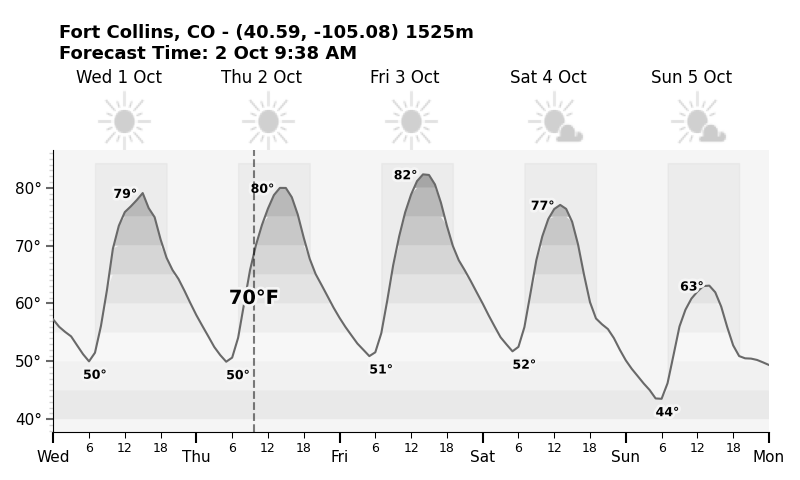 Fort Collins, CO - (40.59, -105.08) 1525m
Forecast Time: 2 Oct 9:38 AM
Wed 1 Oct Thu 2 Oct Fri 3 Oct Sat 4 Oct Sun 5 Oct
80°
70°
60°
50°
40°
79° 80° 82° 77° 63°
70°F
50° 50° 51° 52° 44°
6 12 18 6 12 18 6 12 18 6 12 18 6 12 18
Wed Thu Fri Sat Sun Mon